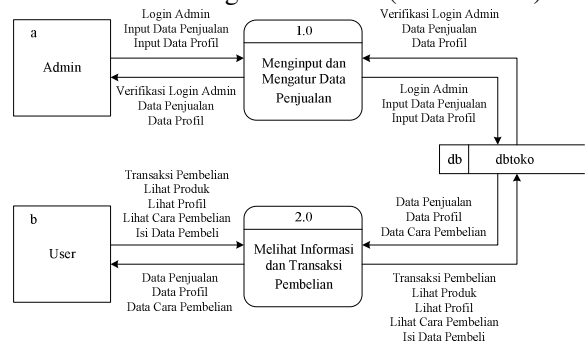 Login Admin
Input Data Penjualan
Input Data Profil
Verifikasi Login Admin
Data Penjualan
Data Profil
a
Admin
1.0
Menginput dan
Mengatur Data
Penjualan
Verifikasi Login Admin
Data Penjualan
Data Profil
Login Admin
Input Data Penjualan
Input Data Profil
db
dbtoko
Transaksi Pembelian
Lihat Produk
Lihat Profil
Lihat Cara Pembelian
Isi Data Pembeli
Data Penjualan
Data Profil
Data Cara Pembelian
b
User
2.0
Melihat Informasi
dan Transaksi
Pembelian
Data Penjualan
Data Profil
Data Cara Pembelian
Transaksi Pembelian
Lihat Produk
Lihat Profil
Lihat Cara Pembelian
Isi Data Pembeli